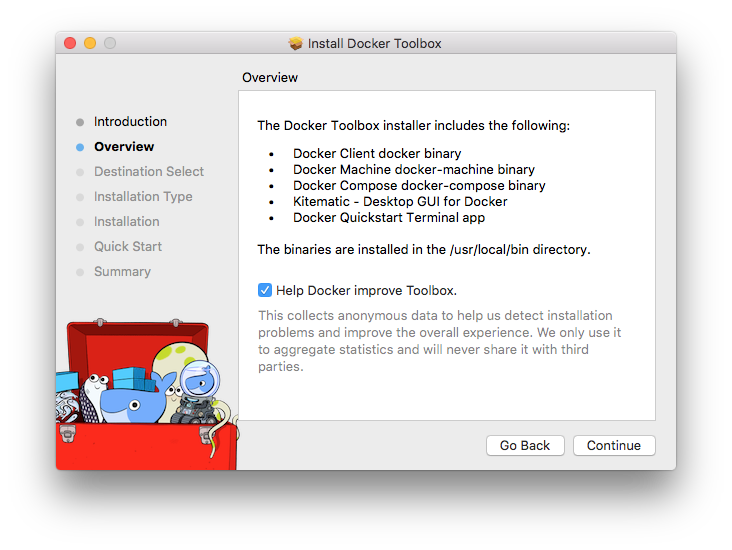 Install Docker Toolbox
Overview
Introduction
Overview
Destination Select
Installation Type
Installation
Quick Start
Summary
The Docker Toolbox installer includes the following:
• Docker Client docker binary
• Docker Machine docker-machine binary
• Docker Compose docker-compose binary
• Kitematic - Desktop GUI for Docker
• Docker Quickstart Terminal app
The binaries are installed in the /usr/local/bin directory.
Help Docker improve Toolbox.
This collects anonymous data to help us detect installation
problems and improve the overall experience. We only use it
to aggregate statistics and will never share it with third
parties.
Go Back
Continue